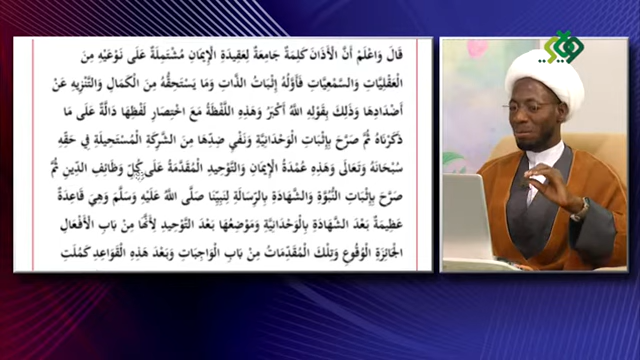 قَالَ وَاعْلَمْ أَنَّ الْأَذَانَ كَلِمَةٌ جَامِعَةٌ لِعَقِيدَةِ الْإِيمَانِ مُشْتَمِلَةٌ عَلَى نَوْعَيْهِ مِنَ
الْعَقْلِيَّاتِ وَالسَّمْعِيَّاتِ فَأَوَّلُهُ إِثْبَاتُ الذَّاتِ وَمَا يَسْتَحِقُّهُ مِنَ الْكَمَالِ وَالتَّنْزِيهِ عَنْ
أَضْدَادِهَا وَذَلِكَ بِقَوْلِهِ اللَّهُ أَكْبَرُ وَهَذِهِ اللَّفْظَةُ مَعَ اخْتِصَارِ لَفْظِهَا دَالَّةٌ عَلَى مَا
ذَكَرْنَاهُ ثُمَّ صَرَّحَ بِإِثْبَاتِ الْوَحْدَانِيَّةِ وَنَفْيِ ضِدِّهَا مِنَ الشَّرِكَةِ الْمُسْتَحِيلَةِ فِي حَقِّهِ
سُبْحَانَهُ وَتَعَالَى وَهَذِهِ عُمْدَةُ الْإِيمَانِ وَالتَّوْحِيدِ الْمُقَدَّمَةُ عَلَى كُلِّ وَظَائِفِ الدِّينِ ثُمَّ
صَرَّحَ بِإِثْبَاتِ النُّبُوَّةِ وَالشَّهَادَةِ بِالرِّسَالَةِ لِنَبِيِّنَا صَلَّى اللَّهُ عَلَيْهِ وَسَلَّمَ وَهِيَ قَاعِدَةٌ
عَظِيمَةٌ بَعْدَ الشَّهَادَةِ بِالْوَحْدَانِيَّةِ وَمَوْضِعُهَا بَعْدَ التَّوْحِيدِ لِأَنَّهَا مِنْ بَابِ الْأَفْعَالِ
الْجَائِزَةِ الْوُقُوعِ وَتِلْكَ الْمُقَدِّمَاتُ مِنْ بَابِ الْوَاجِبَاتِ وَبَعْدَ هَذِهِ الْقَوَاعِدِ كَمُلَتِ